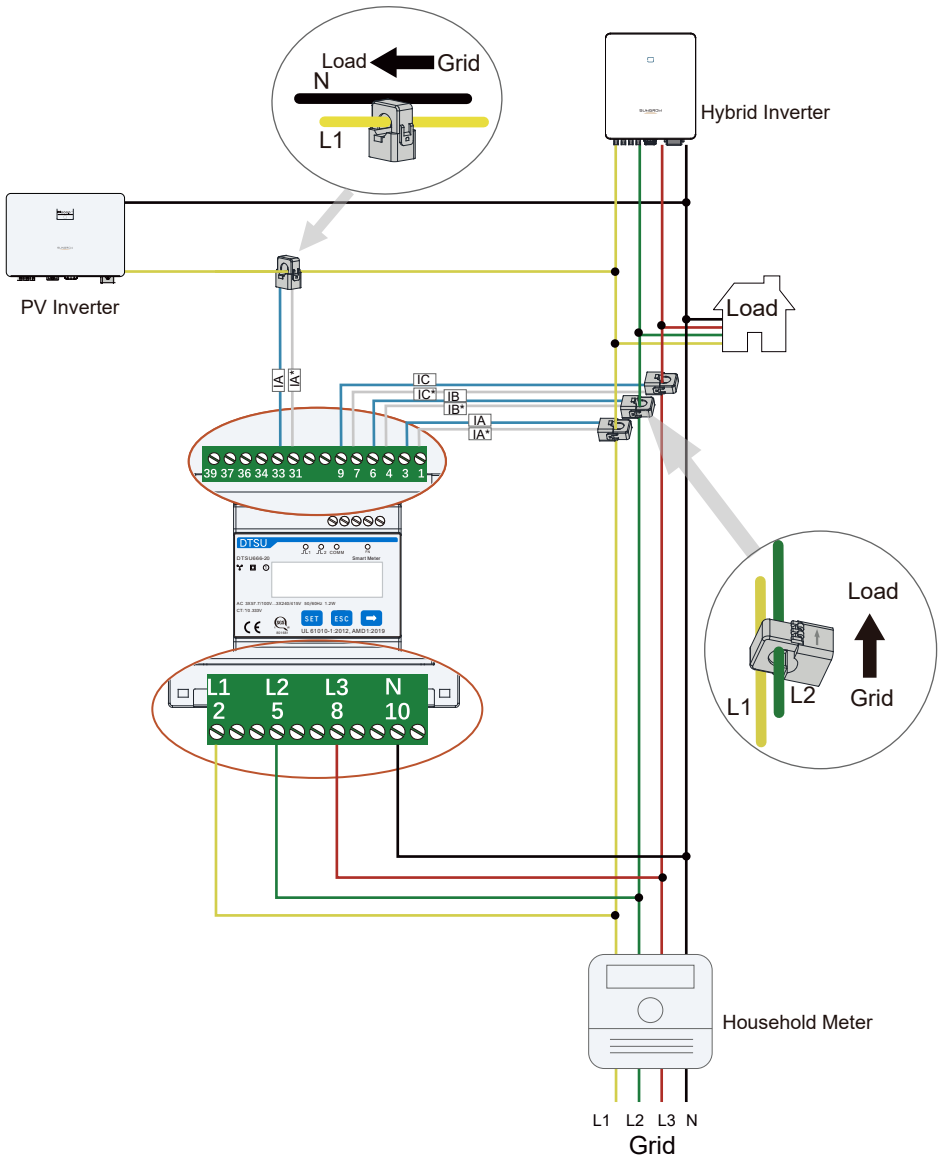 Load Grid
N
L1
SUNGROW
Hybrid Inverter
PV Inverter
Load
IA
IA*
IC
IC*
IB
IB*
IA
IA*
39 37 36 34 33 31 9 7 6 4 3 1
DTSU
DTSU666-20
COMM
Smart Meter
SET ESC
UL 61010-1:2012, AMD1:2019
CE
L1 L2 L3 N
2 5 8 10
Load
Grid
L1
L2
Household Meter
L1 L2 L3 N
Grid